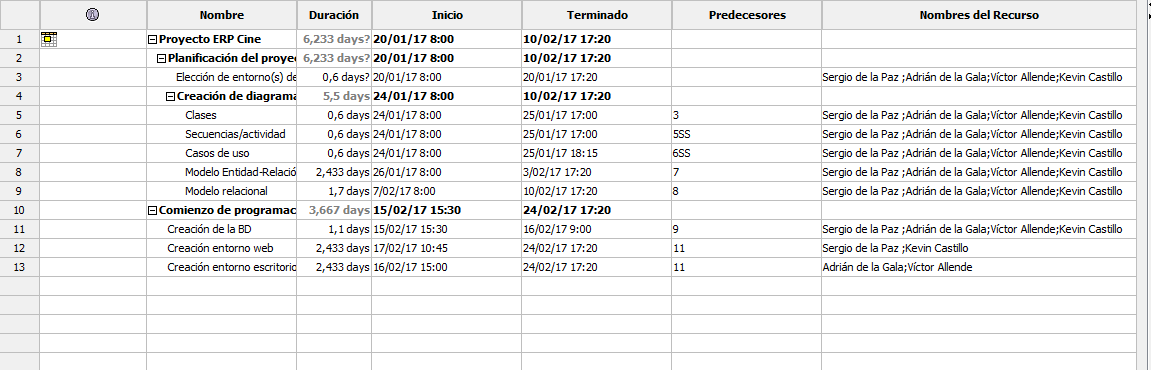 Nombre Duración Inicio Terminado Predecesores Nombres del Recurso
1 Proyecto ERP Cine 6,233 days? 20/01/17 8:00 10/02/17 17:20
2 Planificación del proye 6,233 days? 20/01/17 8:00 10/02/17 17:20
3 Elección de entorno(s) de 0,6 days? 20/01/17 8:00 20/01/17 17:20 Sergio de la Paz ;Adrián de la Gala;Víctor Allende;Kevin Castillo
4 Creación de diagrama 5,5 days 24/01/17 8:00 10/02/17 17:20
5 Clases 0,6 days 24/01/17 8:00 25/01/17 17:00 3 Sergio de la Paz ;Adrián de la Gala;Víctor Allende;Kevin Castillo
6 Secuencias/actividad 0,6 days 24/01/17 8:00 25/01/17 17:00 5SS Sergio de la Paz ;Adrián de la Gala;Víctor Allende;Kevin Castillo
7 Casos de uso 0,6 days 24/01/17 8:00 25/01/17 18:15 6SS Sergio de la Paz ;Adrián de la Gala;Víctor Allende;Kevin Castillo
8 Modelo Entidad-Relació 2,433 days 26/01/17 8:00 3/02/17 17:20 7 Sergio de la Paz ;Adrián de la Gala;Víctor Allende;Kevin Castillo
9 Modelo relacional 1,7 days 7/02/17 8:00 10/02/17 17:20 8 Sergio de la Paz ;Adrián de la Gala;Víctor Allende;Kevin Castillo
10 Comienzo de programac 3,667 days 15/02/17 15:30 24/02/17 17:20
11 Creación de la BD 1,1 days 15/02/17 15:30 16/02/17 9:00 9 Sergio de la Paz ;Adrián de la Gala;Víctor Allende;Kevin Castillo
12 Creación entorno web 2,433 days 17/02/17 10:45 24/02/17 17:20 11 Sergio de la Paz ;Kevin Castillo
13 Creación entorno escritorio 2,433 days 16/02/17 15:00 24/02/17 17:20 11 Adrián de la Gala;Víctor Allende